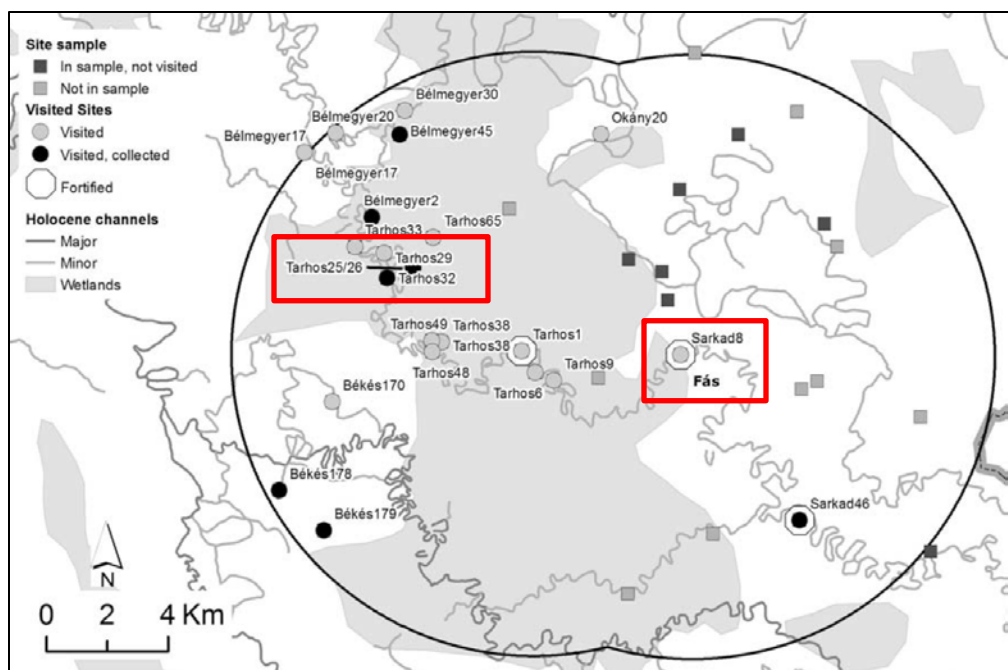 Site sample
In sample, not visited
Not in sample
Visited Sites
Visited
Visited, collected
Fortified
Holocene channels
Major
Minor
Wetlands
Bélmegyer30
Bélmegyer20
Bélmegyer45
Okány20
Bélmegyer17
Bélmegyer17
Bélmegyer2
Tarhos33
Tarhos65
Tarhos29
Tarhos25/26
Tarhos32
Tarhos49
Tarhos38
Tarhos38
Tarhos48
Tarhos1
Tarhos9
Tarhos6
Sarkad8
Fás
Békés170
Békés178
Békés179
Sarkad46
N
0 2 4 Km